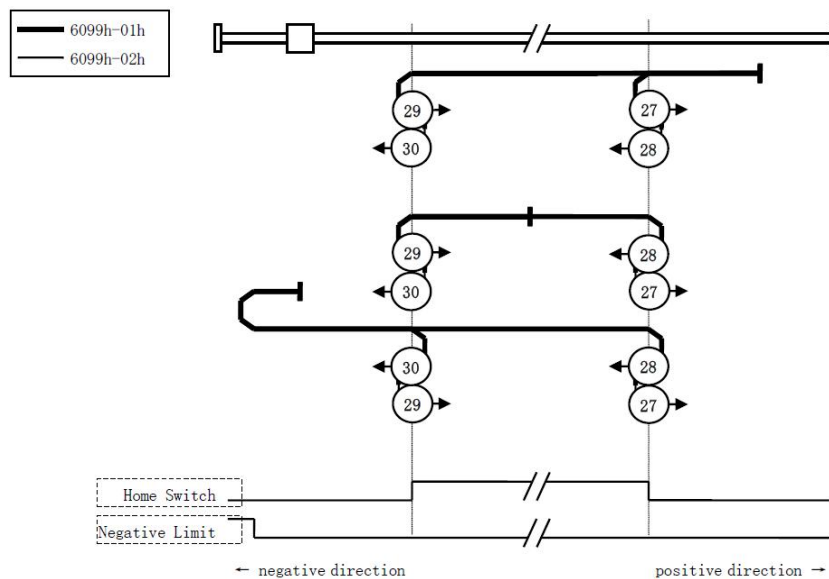 6099h-01h
6099h-02h
29 27
30 28
29 28
30 27
30 28
29 27
Home Switch
Negative Limit
← negative direction positive direction →